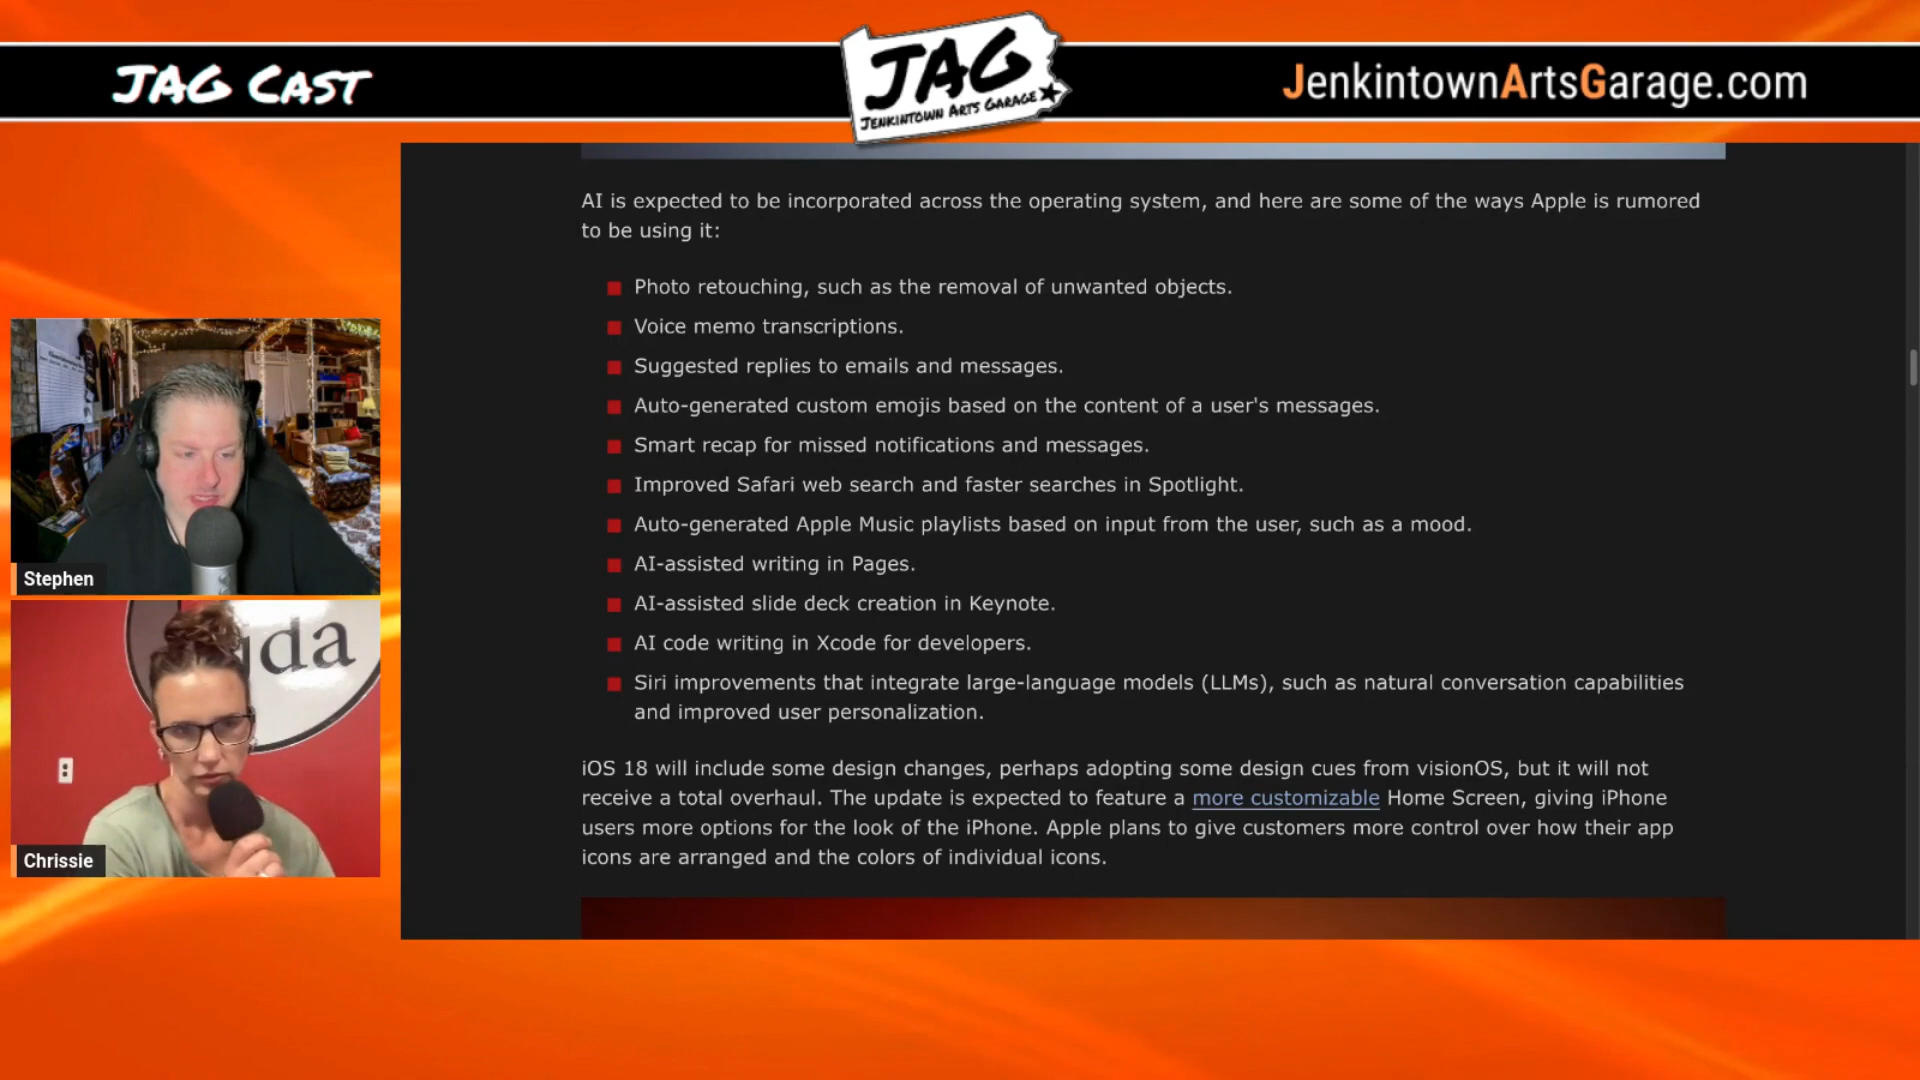 JAG CAST
JAG
JENKINTOWN ARTS GARAGE
JenkintownArtsGarage.com
AI is expected to be incorporated across the operating system, and here are some of the ways Apple is rumored
to be using it:
Photo retouching, such as the removal of unwanted objects.
Voice memo transcriptions.
Suggested replies to emails and messages.
Auto-generated custom emojis based on the content of a user's messages.
Smart recap for missed notifications and messages.
Improved Safari web search and faster searches in Spotlight.
Auto-generated Apple Music playlists based on input from the user, such as a mood.
AI-assisted writing in Pages.
AI-assisted slide deck creation in Keynote.
AI code writing in Xcode for developers.
Siri improvements that integrate large-language models (LLMs), such as natural conversation capabilities
and improved user personalization.
iOS 18 will include some design changes, perhaps adopting some design cues from visionOS, but it will not
receive a total overhaul. The update is expected to feature a more customizable Home Screen, giving iPhone
users more options for the look of the iPhone. Apple plans to give customers more control over how their app
icons are arranged and the colors of individual icons.
Stephen
da
Chrissie